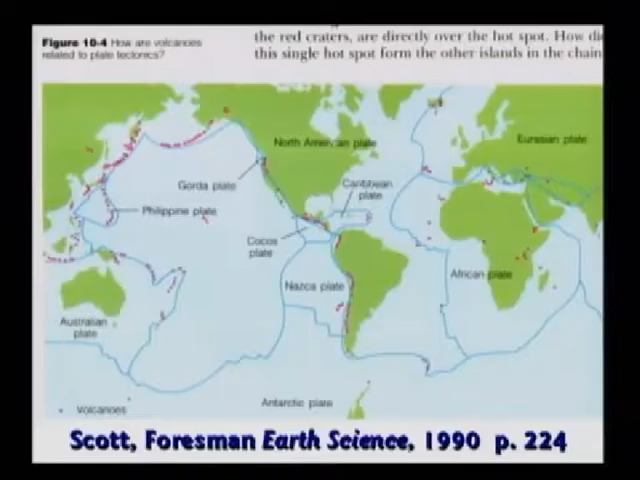 Figure 10-4 How are volcanoes
related to plate tectonics?
the red craters, are directly over the hot spot. How di
this single hot spot form the other islands in the chain
North American plate
Eurasian plate
Gorda plate
Caribbean
plate
Philippine plate
Cocos
plate
Nazca plate
African plate
Australian
plate
Antarctic plate
Volcanoes
Scott, Foresman Earth Science, 1990 p. 224